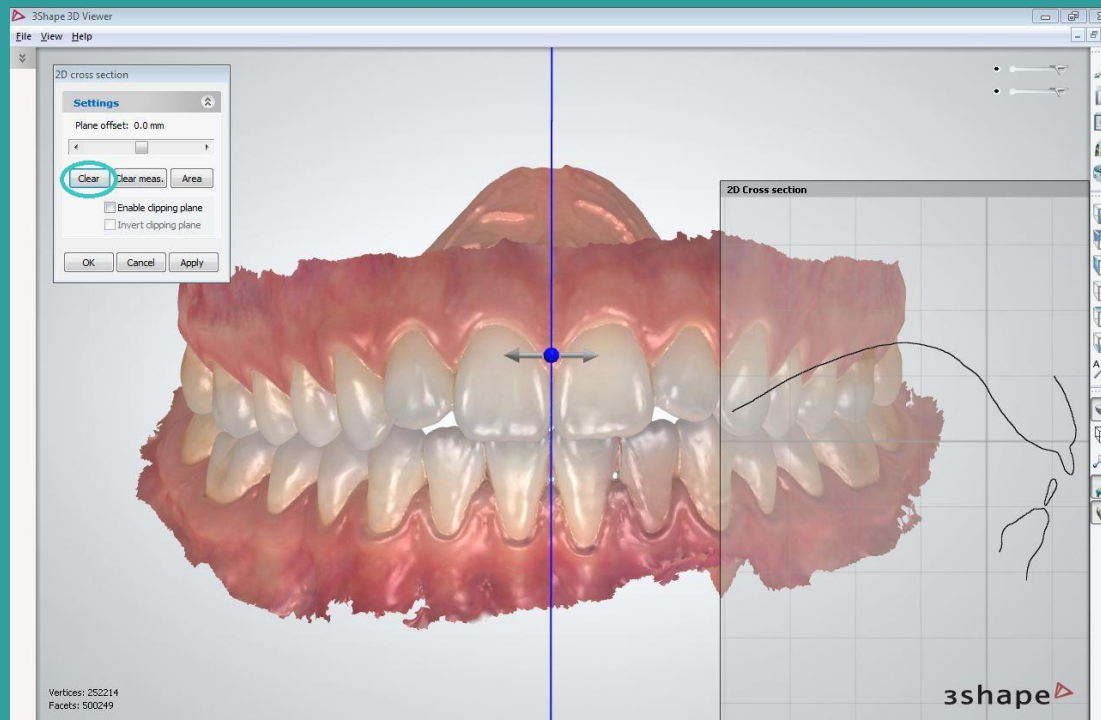 3Shape 3D Viewer
File View Help
2D cross section
Settings
Plane offset: 0.0 mm
Clear Clear meas. Area
Enable clipping plane
Invert clipping plane
OK Cancel Apply
2D Cross section
A
Vertices: 252214
Facets: 500249
3shape